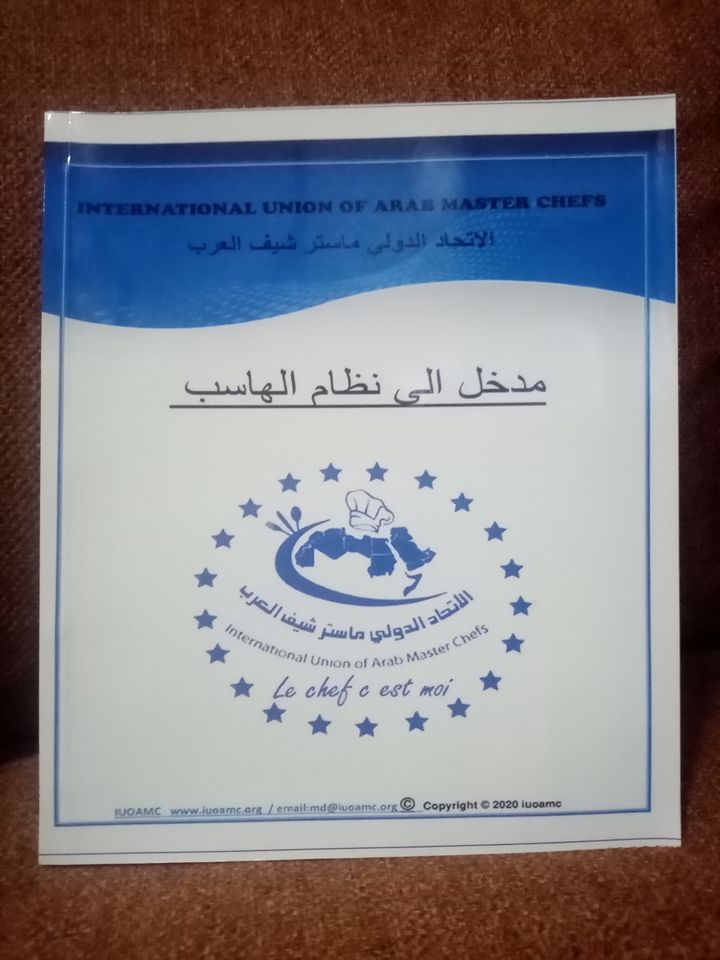 INTERNATIONAL UNION OF ARAB MASTER CHEFS
الاتحاد الدولي ماستر شيف العرب
مدخل الى نظام الهاسب
الاتحاد الدولي ماستر شيف العرب
International Union of Arab Master Chefs
Le chef c est moi
IUOAMC www.iuoamc.org / email:md@iuoamc.org © Copyright © 2020 iuoamc